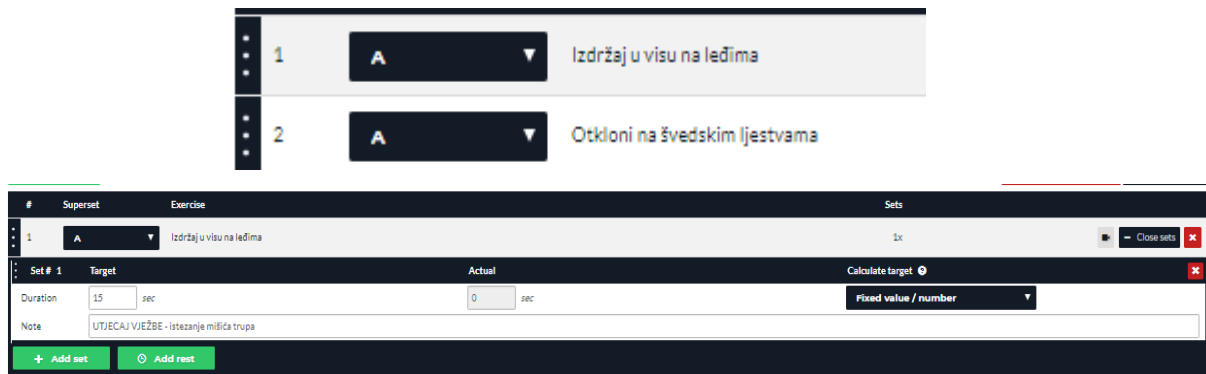 1 A ▼ Izdržaj u visu na leđima
2 A ▼ Otkloni na švedskim ljestvama
# Superset Exercise Sets
1 A ▼ Izdržaj u visu na leđima 1x − Close sets ×
Set # 1 Target Actual Calculate target ? ×
Duration 15 sec 0 sec Fixed value / number ▼
Note UTJECAJ VJEŽBE - istezanje mišića trupa
+ Add set Add rest